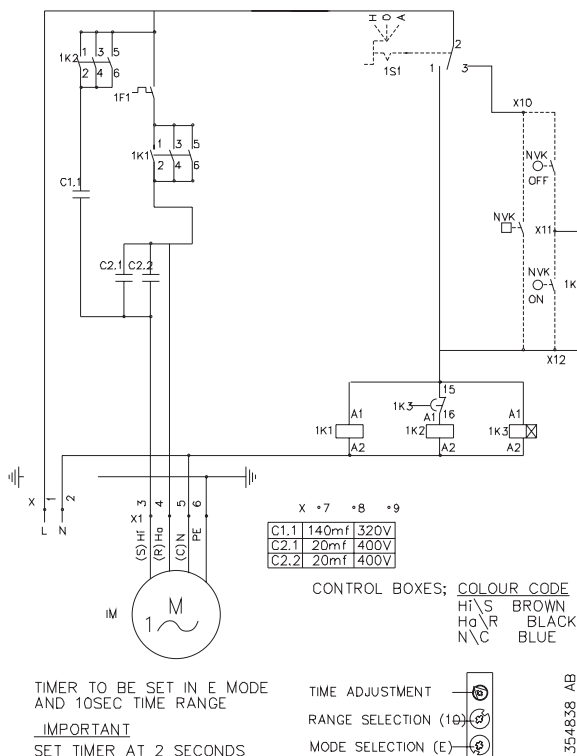 H O A
1S1
2
1 3
1K2 1 3 5
2 4 6
1F1
X10
1K1 1 3 5
2 4 6
NVK
OFF
C1.1
NVK
X11
C2.1 C2.2
NVK
ON
1K
X12
15
1K3
16
A1 A1 A1
1K1 1K2 1K3
A2 A2 A2
X 1 2
X1 3 4 5 6
L N
(S)Hi
(R)Ha
(C)N
PE
X °7 °8 °9
C1.1 140mf 320V
C2.1 20mf 400V
C2.2 20mf 400V
IM
M
1
CONTROL BOXES; COLOUR CODE
Hi\S BROWN
Ha\R BLACK
N\C BLUE
TIMER TO BE SET IN E MODE
AND 10SEC TIME RANGE
IMPORTANT
SET TIMER AT 2 SECONDS
TIME ADJUSTMENT
RANGE SELECTION (10)
MODE SELECTION (E)
354838 AB